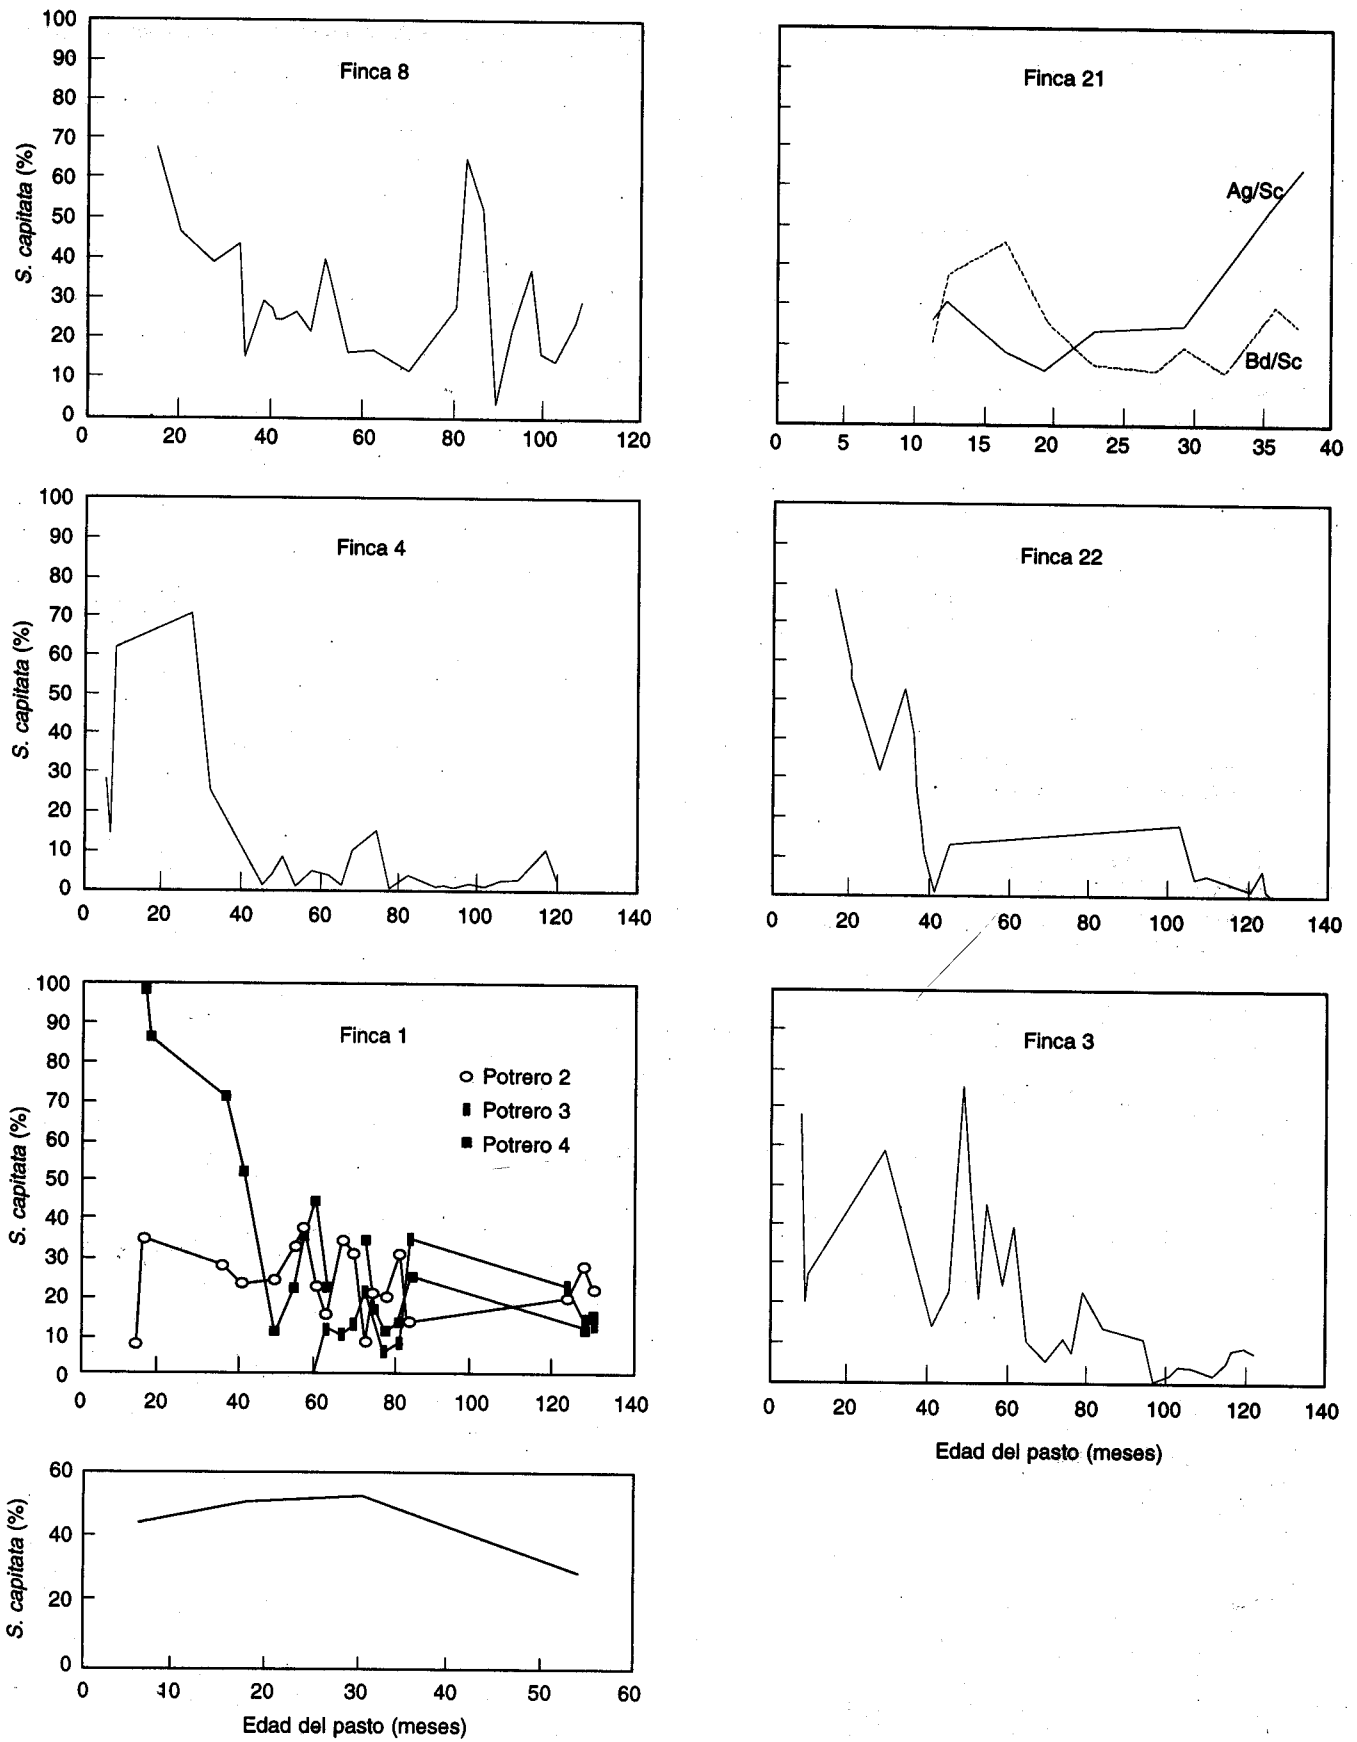 Finca 8
S. capitata (%)
100
90
80
70
60
50
40
30
20
10
0
0 20 40 60 80 100 120
Finca 21
Ag/Sc
Bd/Sc
0 5 10 15 20 25 30 35 40
Finca 4
S. capitata (%)
100
90
80
70
60
50
40
30
20
10
0
0 20 40 60 80 100 120 140
Finca 22
0 20 40 60 80 100 120 140
Finca 1
Potrero 2
Potrero 3
Potrero 4
S. capitata (%)
100
90
80
70
60
50
40
30
20
10
0
0 20 40 60 80 100 120 140
Finca 3
0 20 40 60 80 100 120 140
Edad del pasto (meses)
S. capitata (%)
60
40
20
0
0 10 20 30 40 50 60
Edad del pasto (meses)